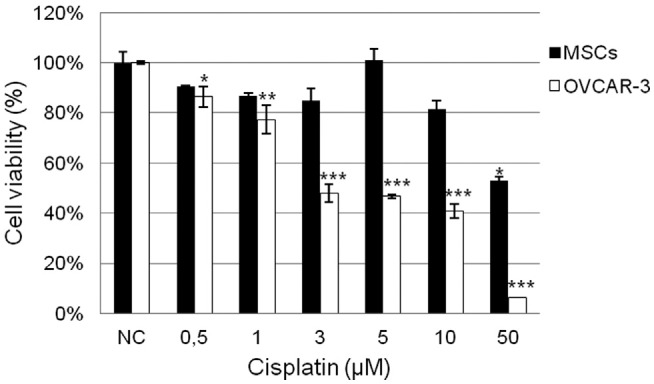 120%
100%
80%
60%
40%
20%
0%
Cell viability (%)
* ** *** *** *** * ***
NC 0,5 1 3 5 10 50
Cisplatin (µM)
MSCs
OVCAR-3